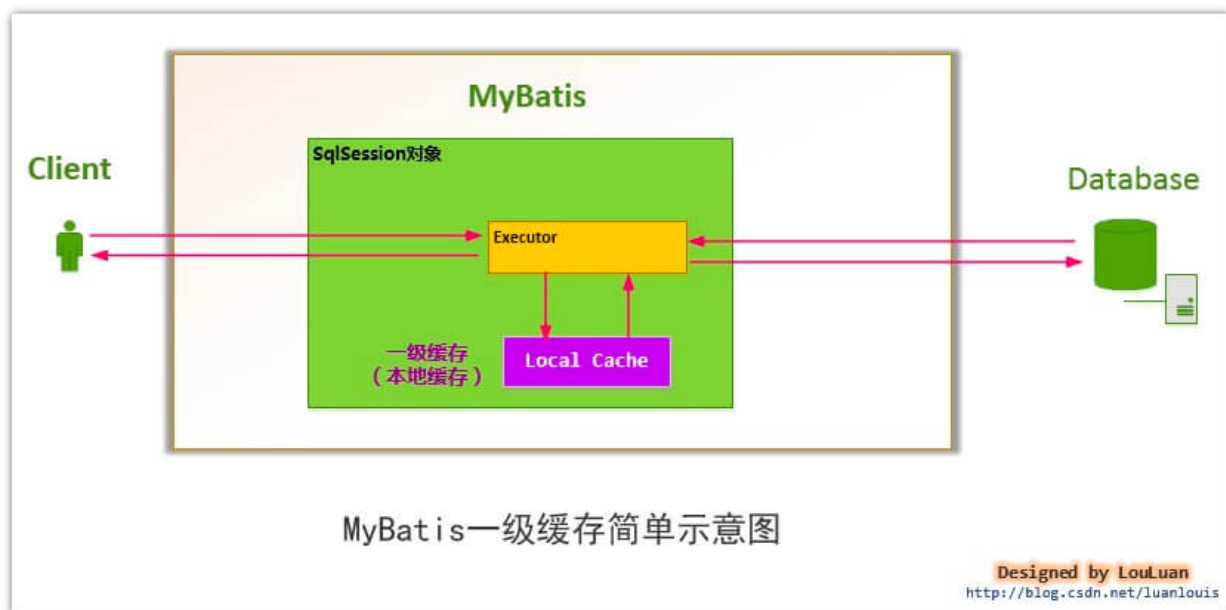 MyBatis
Client
SqlSession对象
Database
Executor
一级缓存
（本地缓存）
Local Cache
MyBatis一级缓存简单示意图
Designed by LouLuan
http://blog.csdn.net/luanlouis